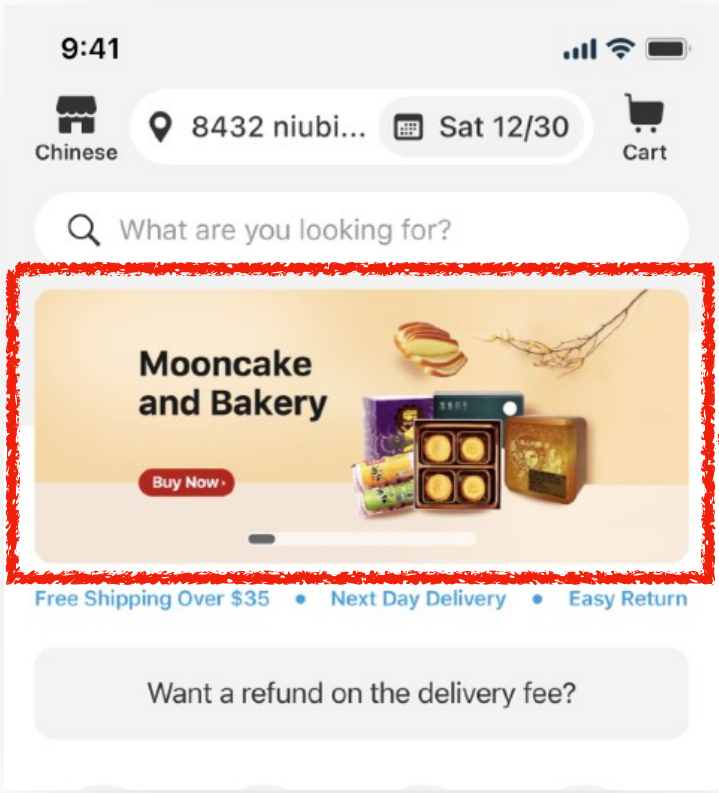 9:41
Chinese
8432 niubi...
Sat 12/30
Cart
What are you looking for?
Mooncake
and Bakery
Buy Now
Free Shipping Over $35 • Next Day Delivery • Easy Return
Want a refund on the delivery fee?